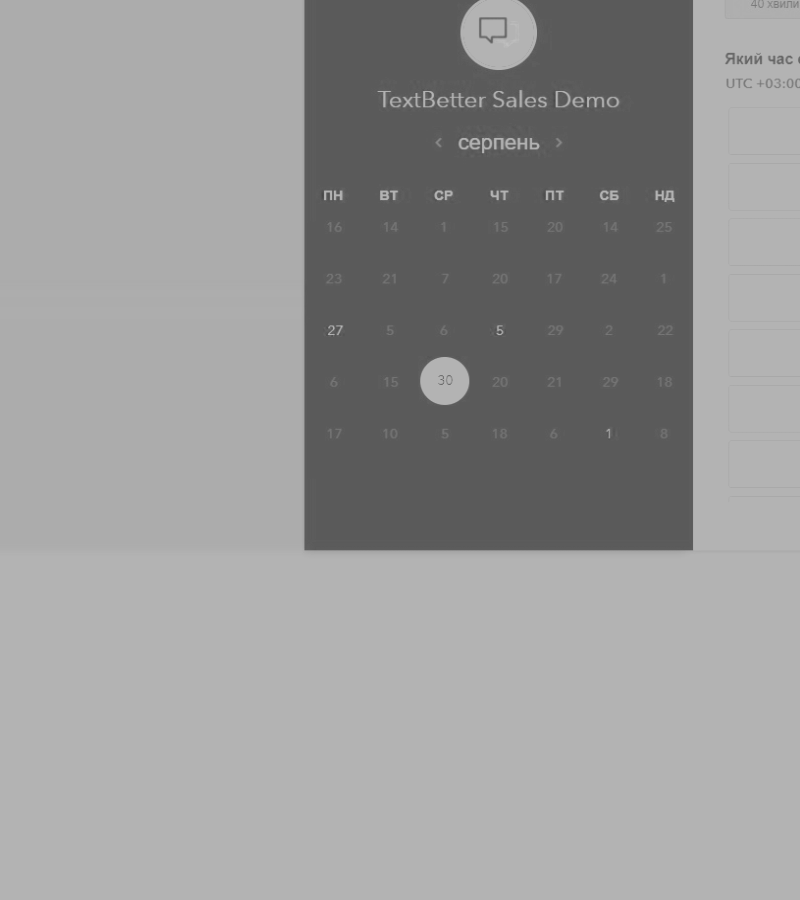 40 хвили
TextBetter Sales Demo
серпень
Який час
UTC +03:00
ПН ВТ СР ЧТ ПТ СБ НД
16 14 1 15 20 14 25
23 21 7 20 17 24 1
27 5 6 5 29 2 22
6 15 30 20 21 29 18
17 10 5 18 6 1 8